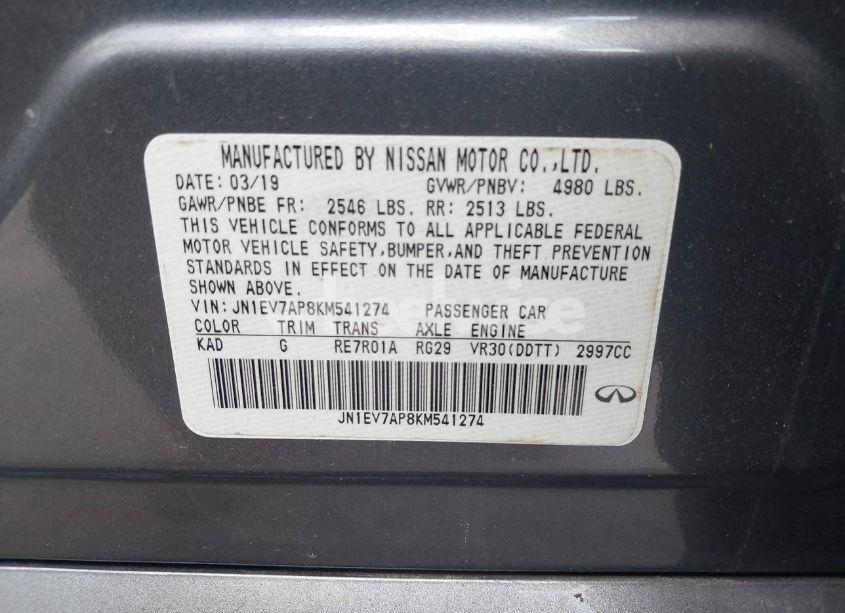 MANUFACTURED BY NISSAN MOTOR CO.,LTD.
DATE: 03/19 GVWR/PNBV: 4980 LBS.
GAWR/PNBE FR: 2546 LBS. RR: 2513 LBS.
THIS VEHICLE CONFORMS TO ALL APPLICABLE FEDERAL
MOTOR VEHICLE SAFETY,BUMPER,AND THEFT PREVENTION
STANDARDS IN EFFECT ON THE DATE OF MANUFACTURE
SHOWN ABOVE.
VIN:JN1EV7AP8KM541274 PASSENGER CAR
COLOR TRIM TRANS AXLE ENGINE
KAD G RE7R01A RG29 VR30(DDTT) 2997CC
JN1EV7AP8KM541274